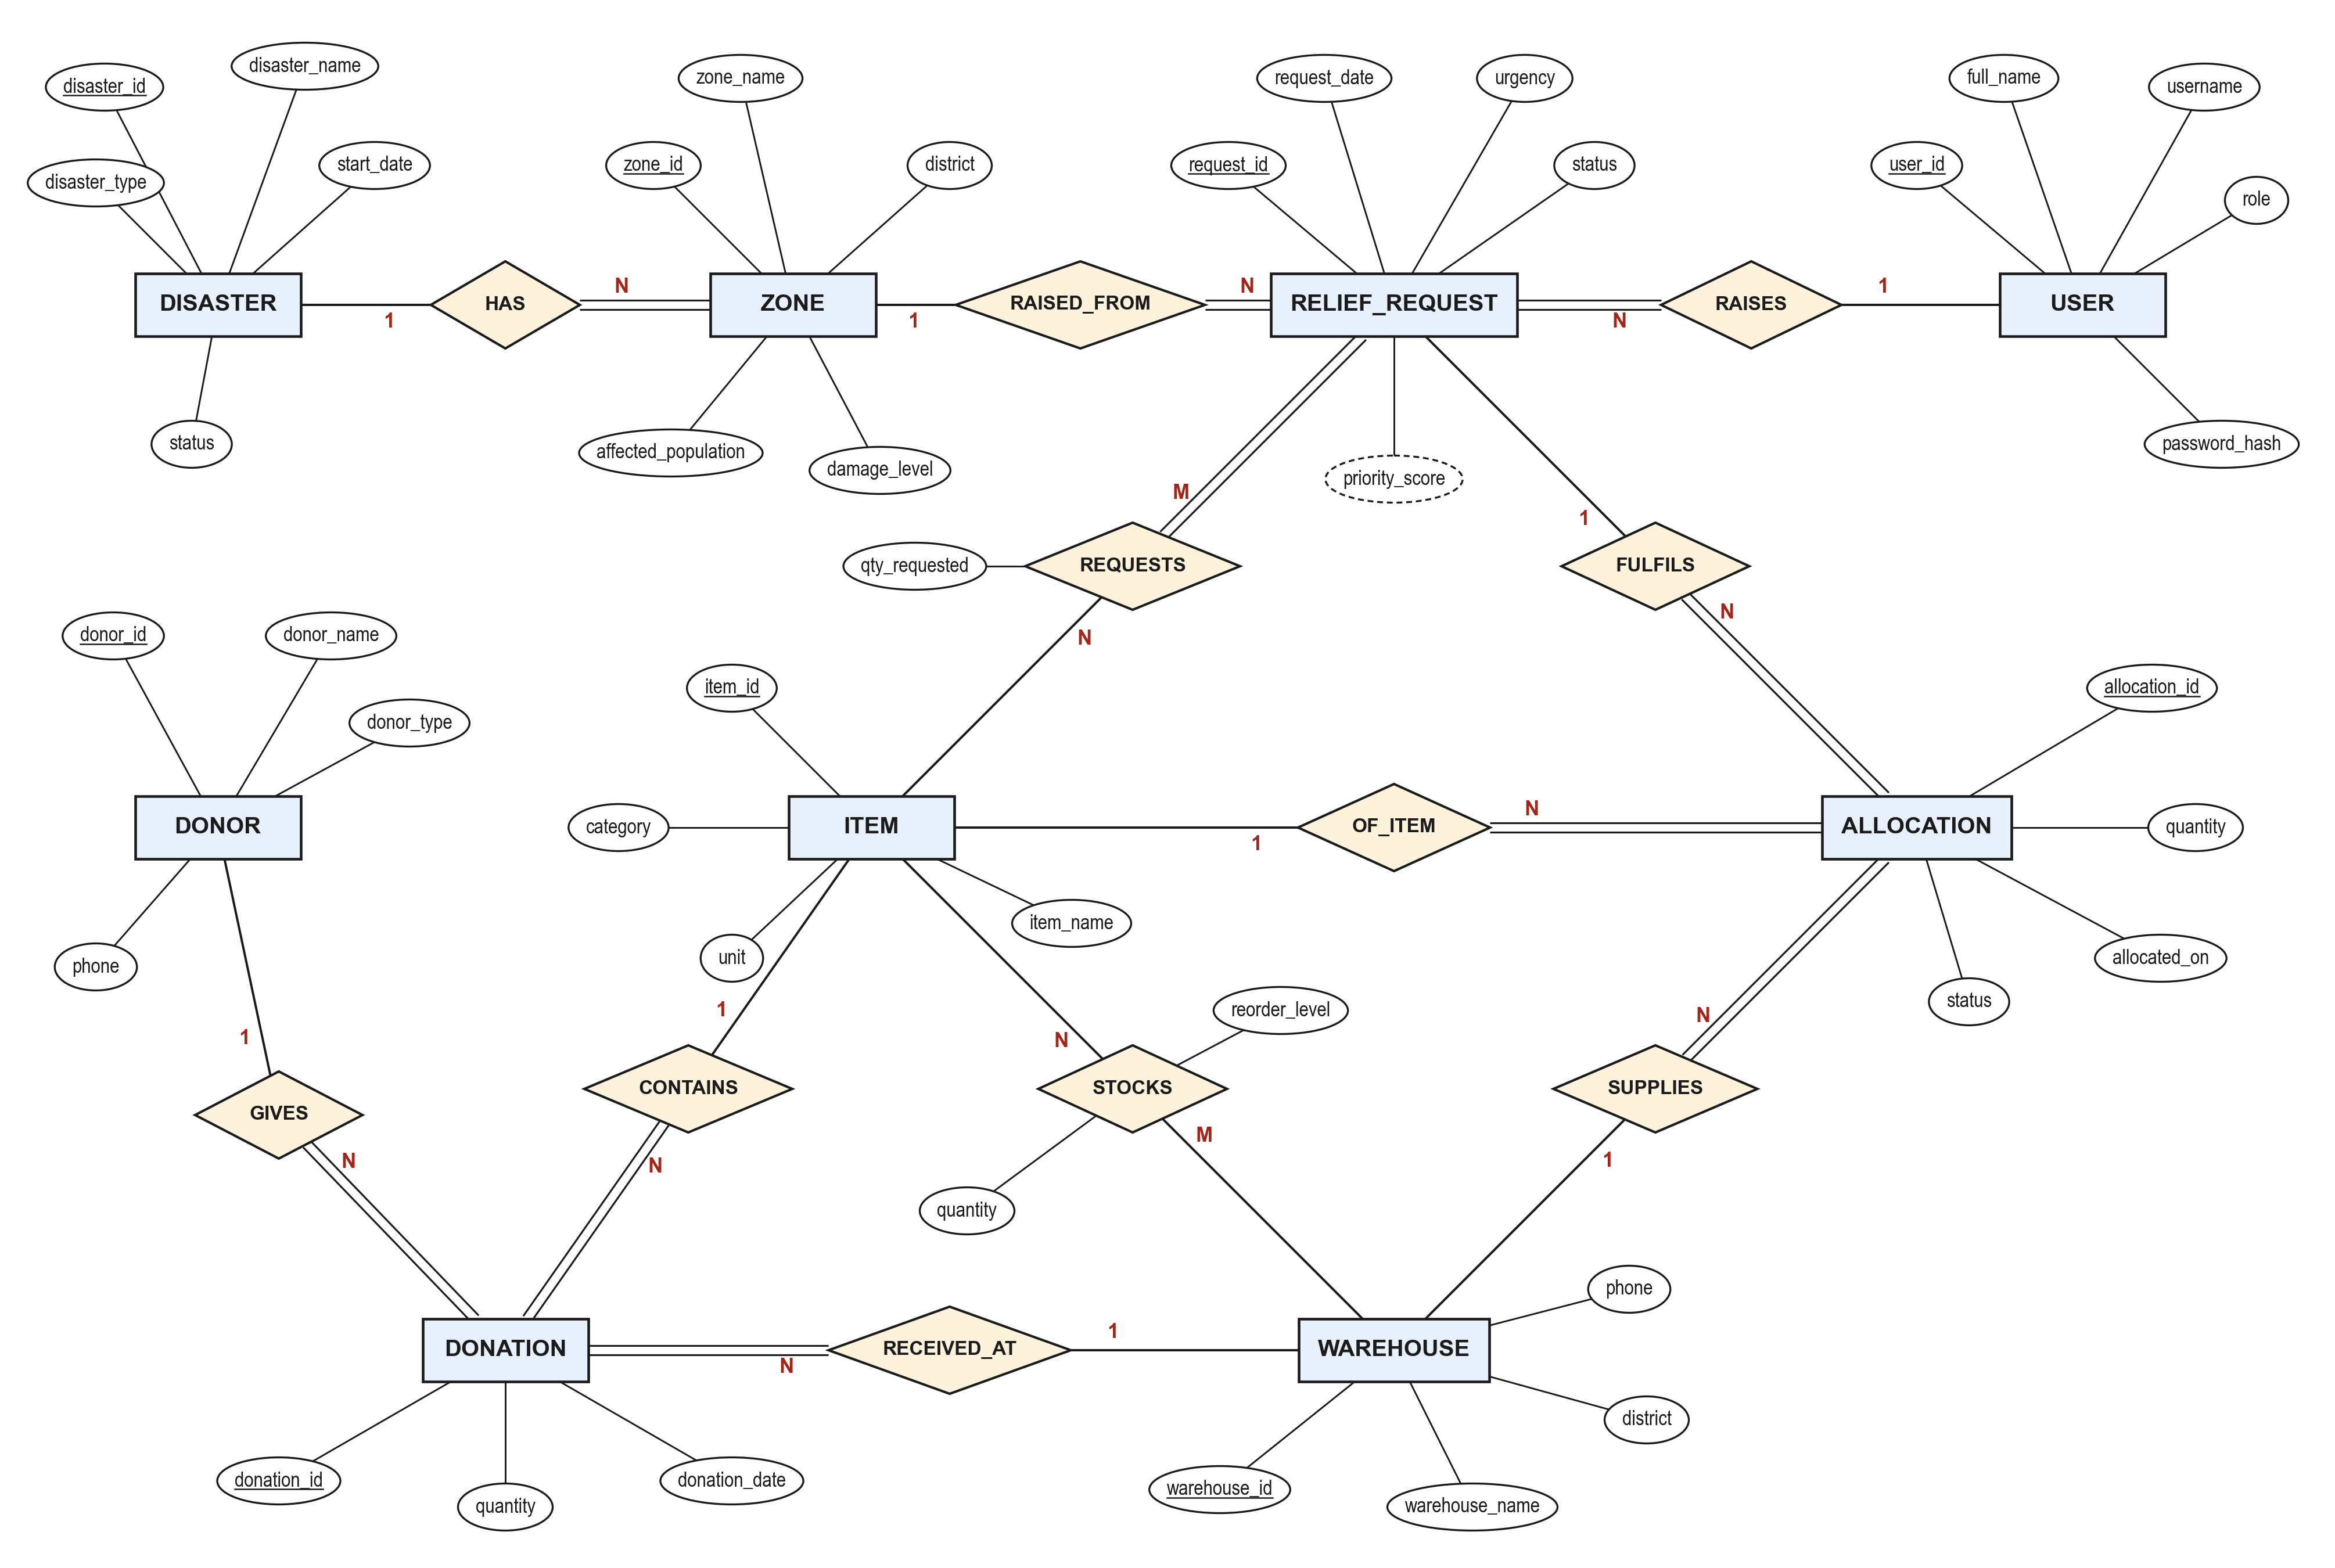 disaster_id
disaster_name
disaster_type
start_date
DISASTER
status
1
HAS
N
zone_name
zone_id
district
ZONE
affected_population
damage_level
1
RAISED_FROM
N
request_date
urgency
request_id
status
RELIEF_REQUEST
priority_score
N
RAISES
1
full_name
username
user_id
role
USER
password_hash
M
qty_requested
REQUESTS
N
1
FULFILS
N
donor_id
donor_name
donor_type
DONOR
phone
item_id
category
ITEM
unit
item_name
1
OF_ITEM
N
allocation_id
ALLOCATION
quantity
allocated_on
status
1
GIVES
N
1
CONTAINS
N
N
reorder_level
STOCKS
quantity
M
N
SUPPLIES
1
DONATION
N
RECEIVED_AT
1
donation_id
quantity
donation_date
WAREHOUSE
phone
district
warehouse_id
warehouse_name